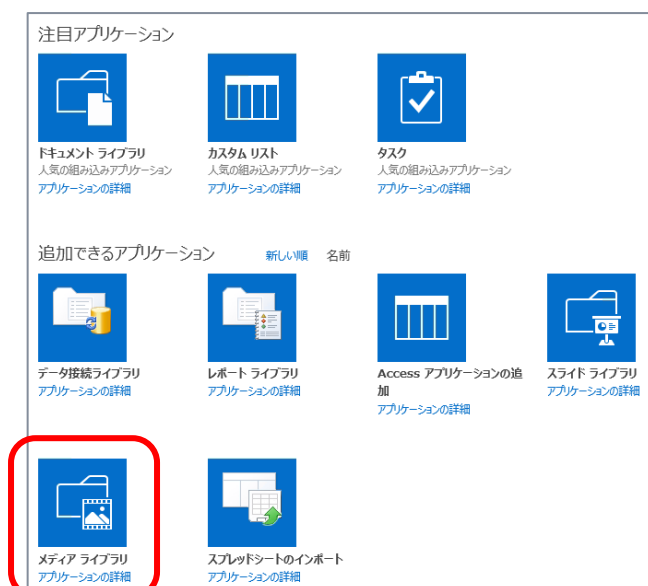 注目アプリケーション
ドキュメント ライブラリ
人気の組み込みアプリケーション
アプリケーションの詳細
カスタム リスト
人気の組み込みアプリケーション
アプリケーションの詳細
タスク
人気の組み込みアプリケーション
アプリケーションの詳細
追加できるアプリケーション 新しい順 名前
データ接続ライブラリ
アプリケーションの詳細
レポート ライブラリ
アプリケーションの詳細
Access アプリケーションの追
加
アプリケーションの詳細
スライド ライブラリ
アプリケーションの詳細
メディア ライブラリ
アプリケーションの詳細
スプレッドシートのインポート
アプリケーションの詳細